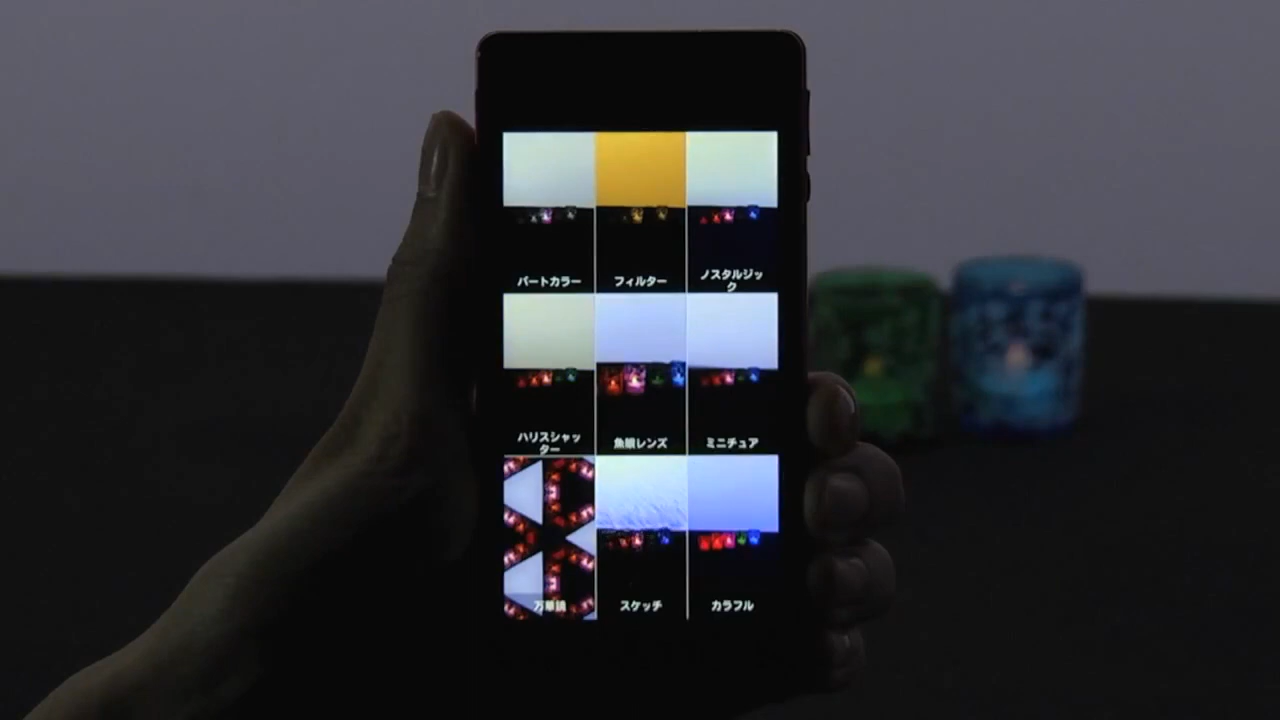 パートカラー
フィルター
ノスタルジッ
ク
ハリスシャッ
ター
魚眼レンズ
ミニチュア
万華鏡
スケッチ
カラフル